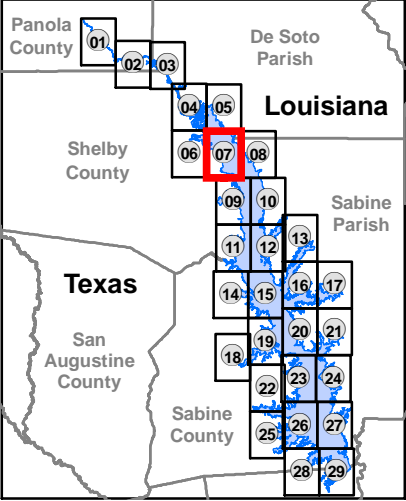 Panola
County
De Soto
Parish
01
02
03
04
05
Louisiana
Shelby
County
06
07
08
09
10
Sabine
Parish
11
12
13
Texas
14
15
16
17
San
Augustine
County
18
19
20
21
22
23
24
Sabine
County
25
26
27
28
29